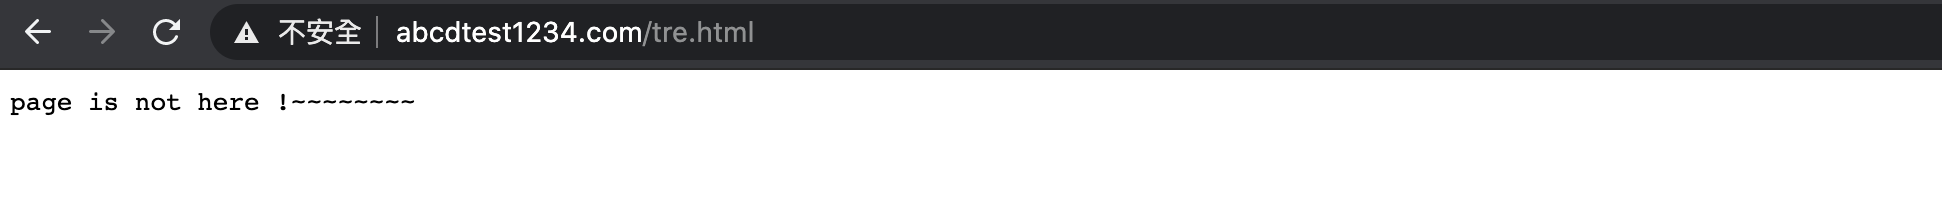 不安全 | abcdtest1234.com/tre.html
page is not here !~~~~~~~~